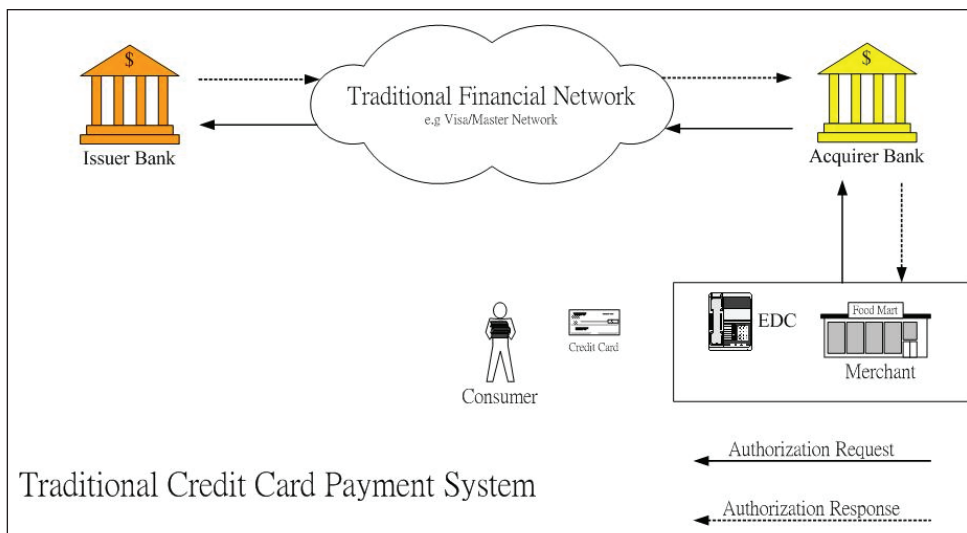 $
$
Traditional Financial Network
e.g Visa/Master Network
Issuer Bank
Acquirer Bank
Food Mart
EDC
Credit Card
Merchant
Consumer
Authorization Request
Traditional Credit Card Payment System
Authorization Response